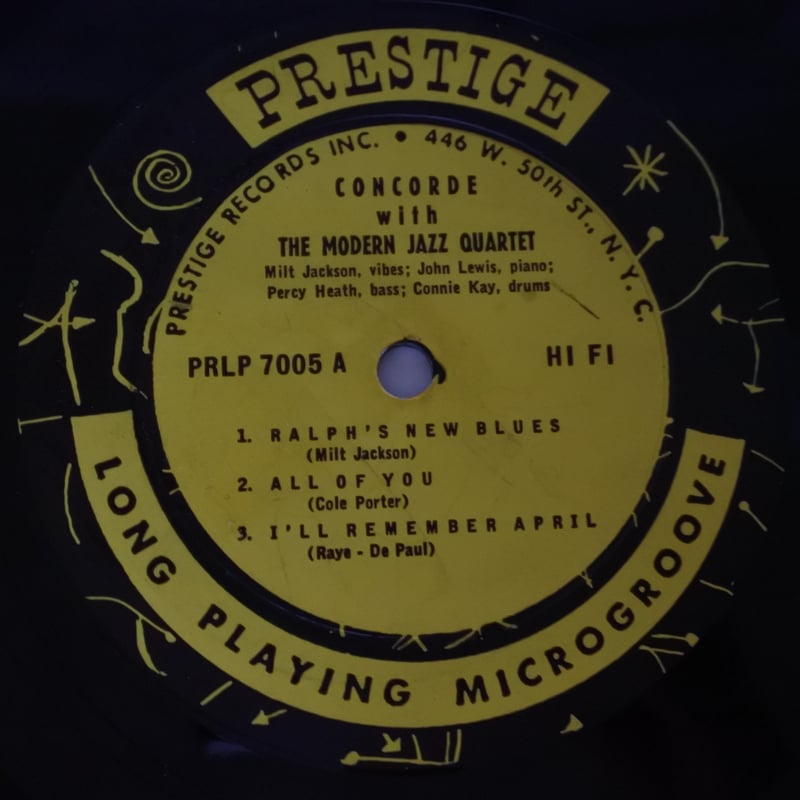 PRESTIGE
PRESTIGE RECORDS INC. • 446 W. 50th ST., N.Y.C.
CONCORDE
with
THE MODERN JAZZ QUARTET
Milt Jackson, vibes; John Lewis, piano;
Percy Heath, bass; Connie Kay, drums
PRLP 7005 A
HI FI
1. RALPH'S NEW BLUES
(Milt Jackson)
2. ALL OF YOU
(Cole Porter)
3. I'LL REMEMBER APRIL
(Raye - De Paul)
LONG PLAYING MICROGROOVE